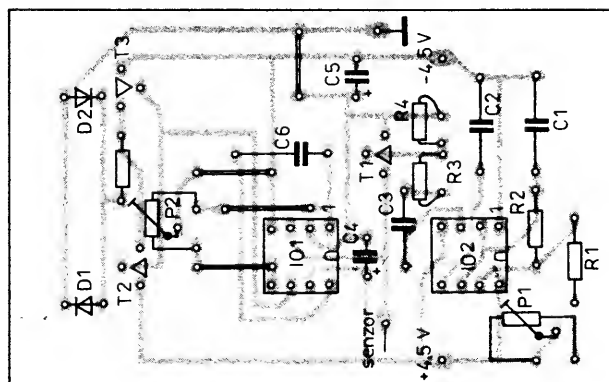 T3
D2
C5
-4,5V
C2
C1
R4
C6
T1
R3
P2
C3
R2
1
1
IO1
IO2
C4
R1
D1
T2
P1
senzor
+4,5 V